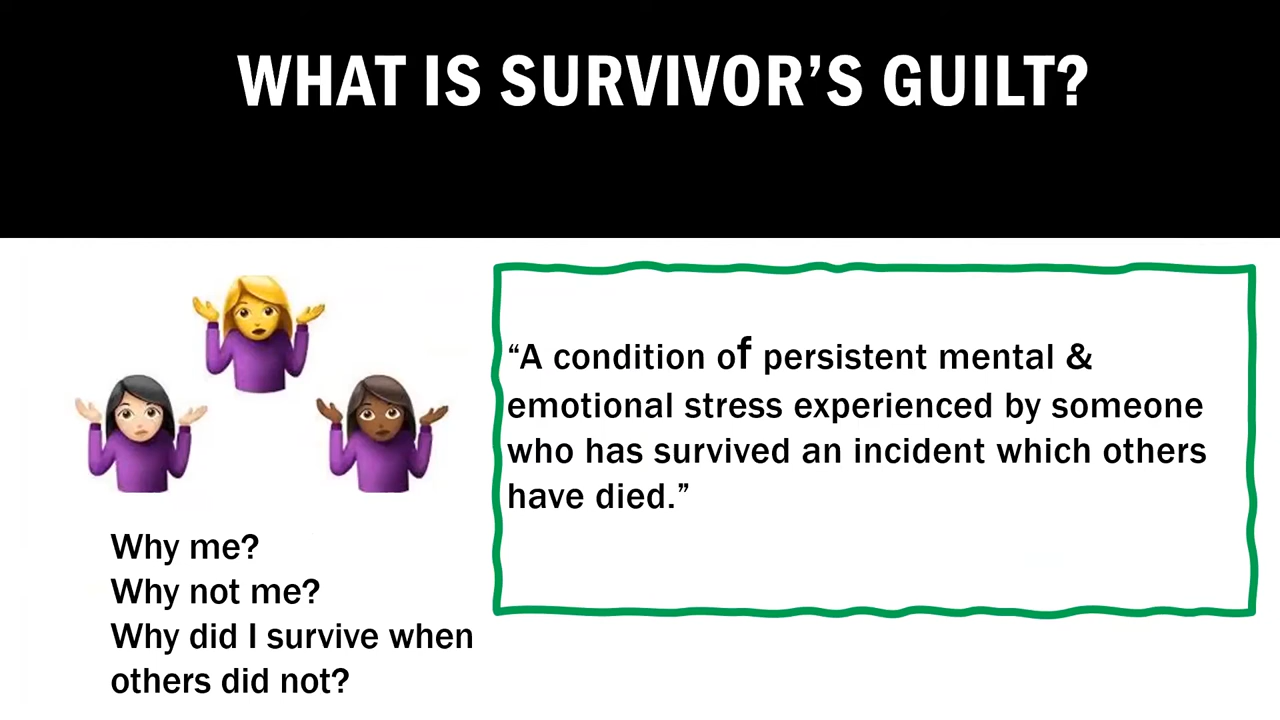 WHAT IS SURVIVOR’S GUILT?
“A condition of persistent mental &
emotional stress experienced by someone
who has survived an incident which others
have died.”
Why me?
Why not me?
Why did I survive when
others did not?